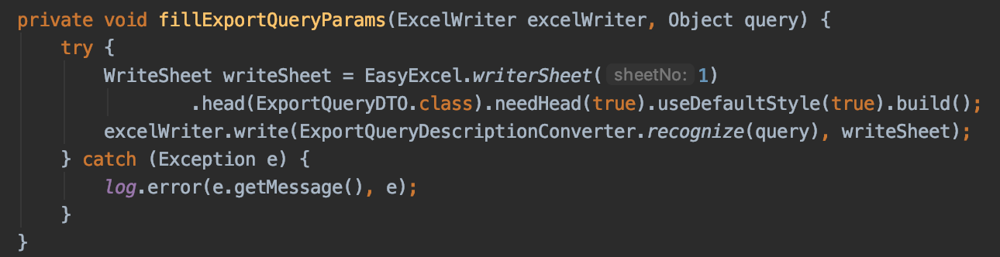 private void fillExportQueryParams(ExcelWriter excelWriter, Object query) {
try {
WriteSheet writeSheet = EasyExcel.writerSheet( sheetNo: 1)
.head(ExportQueryDTO.class).needHead(true).useDefaultStyle(true).build();
excelWriter.write(ExportQueryDescriptionConverter.recognize(query), writeSheet);
} catch (Exception e) {
log.error(e.getMessage(), e);
}
}